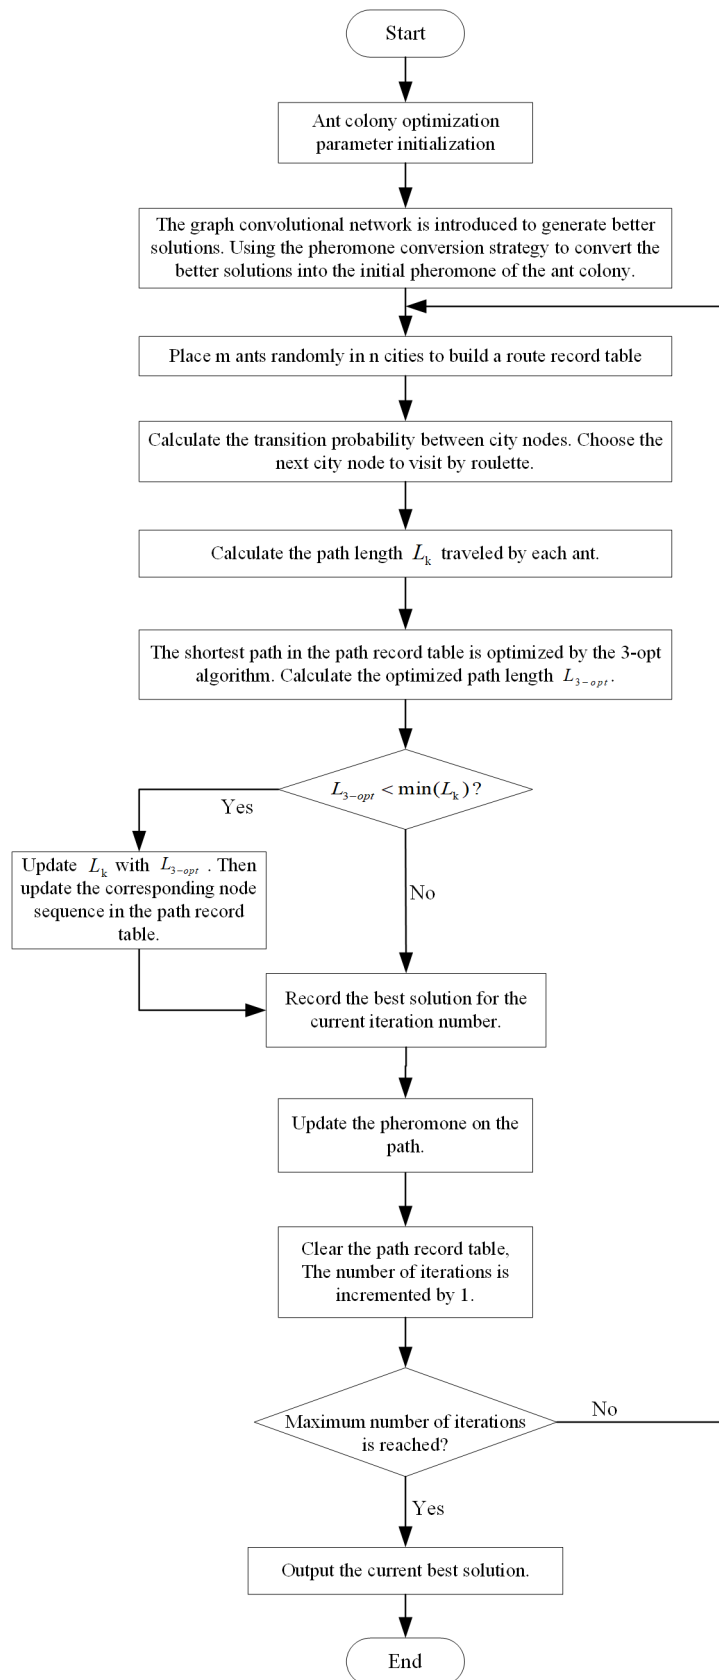 Start
Ant colony optimization
parameter initialization
The graph convolutional network is introduced to generate better
solutions. Using the pheromone conversion strategy to convert the
better solutions into the initial pheromone of the ant colony.
Place m ants randomly in n cities to build a route record table
Calculate the transition probability between city nodes. Choose the
next city node to visit by roulette.
Calculate the path length L_k traveled by each ant.
The shortest path in the path record table is optimized by the 3-opt
algorithm. Calculate the optimized path length L_{3-opt}.
L_{3-opt} < min(L_k)?
Yes
Update L_k with L_{3-opt}. Then
update the corresponding node
sequence in the path record
table.
No
Record the best solution for the
current iteration number.
Update the pheromone on the
path.
Clear the path record table,
The number of iterations is
incremented by 1.
Maximum number of iterations
is reached?
No
Yes
Output the current best solution.
End